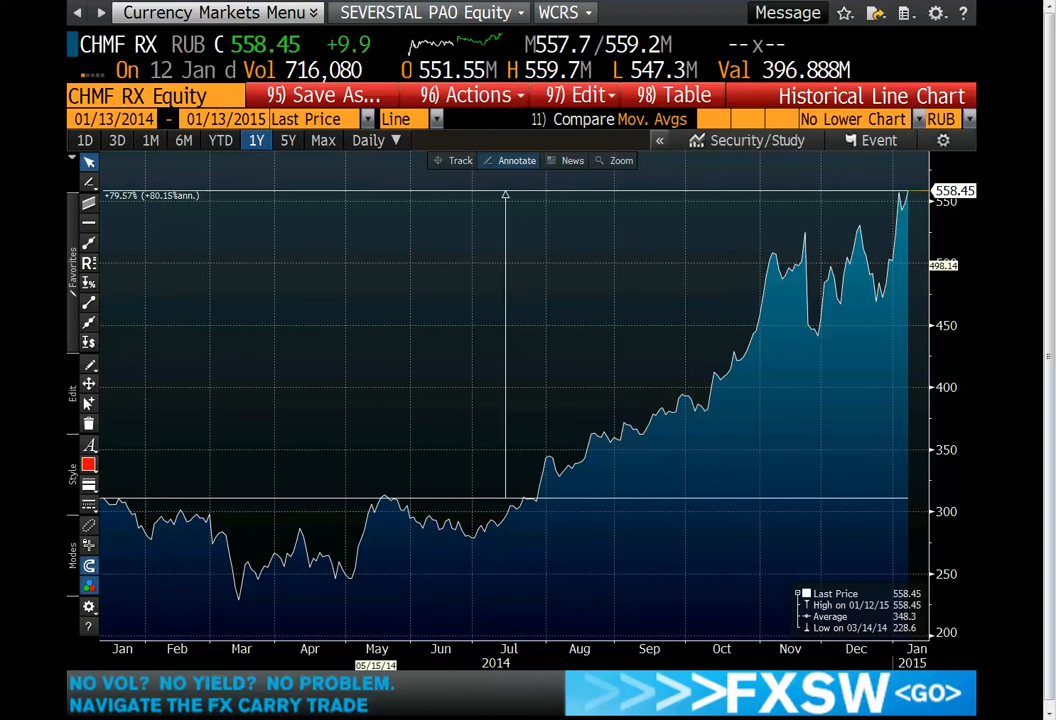 Currency Markets Menu SEVERSTAL PAO Equity WCRS Message ?
CHMF RX RUB C 558.45 +9.9 M557.7/559.2M --x--
On 12 Jan d Vol 716,080 O 551.55M H 559.7M L 547.3M Val 396.888M
CHMF RX Equity 95) Save As... 96) Actions 97) Edit 98) Table Historical Line Chart
01/13/2014 - 01/13/2015 Last Price Line 11) Compare Mov. Avgs No Lower Chart RUB
1D 3D 1M 6M YTD 1Y 5Y Max Daily « Security/Study Event
Track Annotate News Zoom
+79.57% (+80.15%ann.)
558.45
550
500
498.14
450
400
350
300
250
200
Favorites
Edit
Style
Modes
R
%
$
A
?
Last Price 558.45
High on 01/12/15 558.45
Average 348.3
Low on 03/14/14 228.6
Jan Feb Mar Apr May Jun Jul Aug Sep Oct Nov Dec Jan
05/15/14 2014 2015
NO VOL? NO YIELD? NO PROBLEM.
NAVIGATE THE FX CARRY TRADE
FXSW <GO>